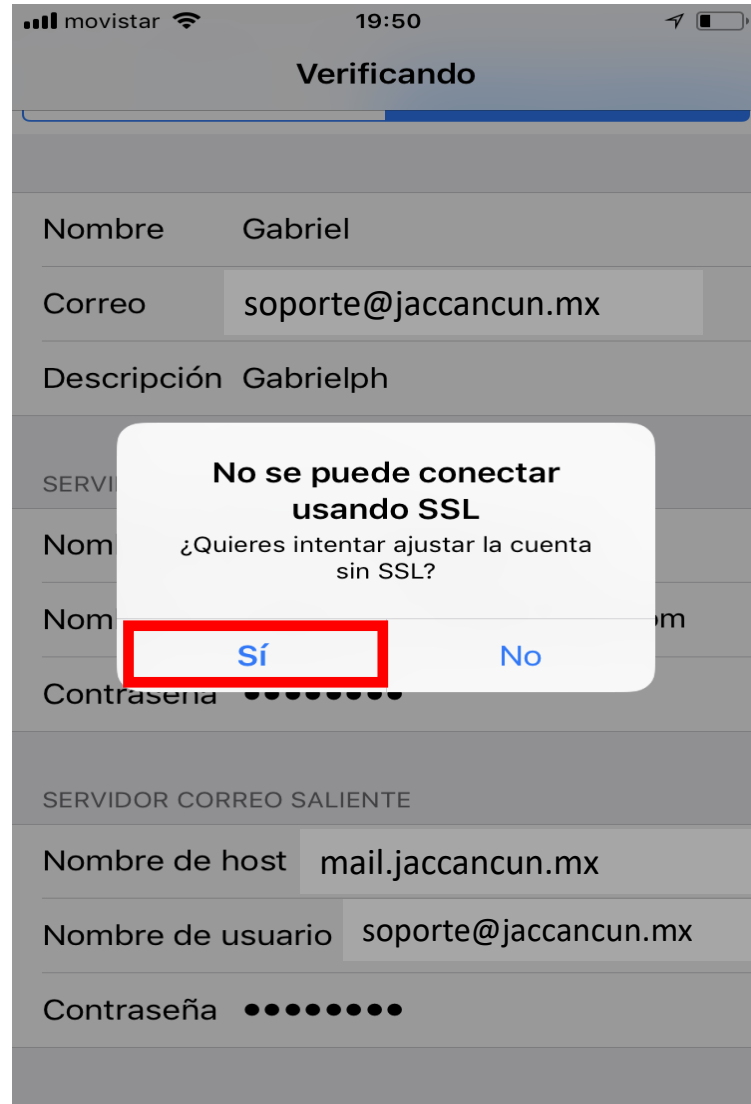 movistar 19:50
Verificando
Nombre Gabriel
Correo soporte@jaccancun.mx
Descripción Gabrielph
No se puede conectar
usando SSL
¿Quieres intentar ajustar la cuenta
sin SSL?
Sí No
Contraseña ••••••••
SERVIDOR CORREO SALIENTE
Nombre de host mail.jaccancun.mx
Nombre de usuario soporte@jaccancun.mx
Contraseña ••••••••